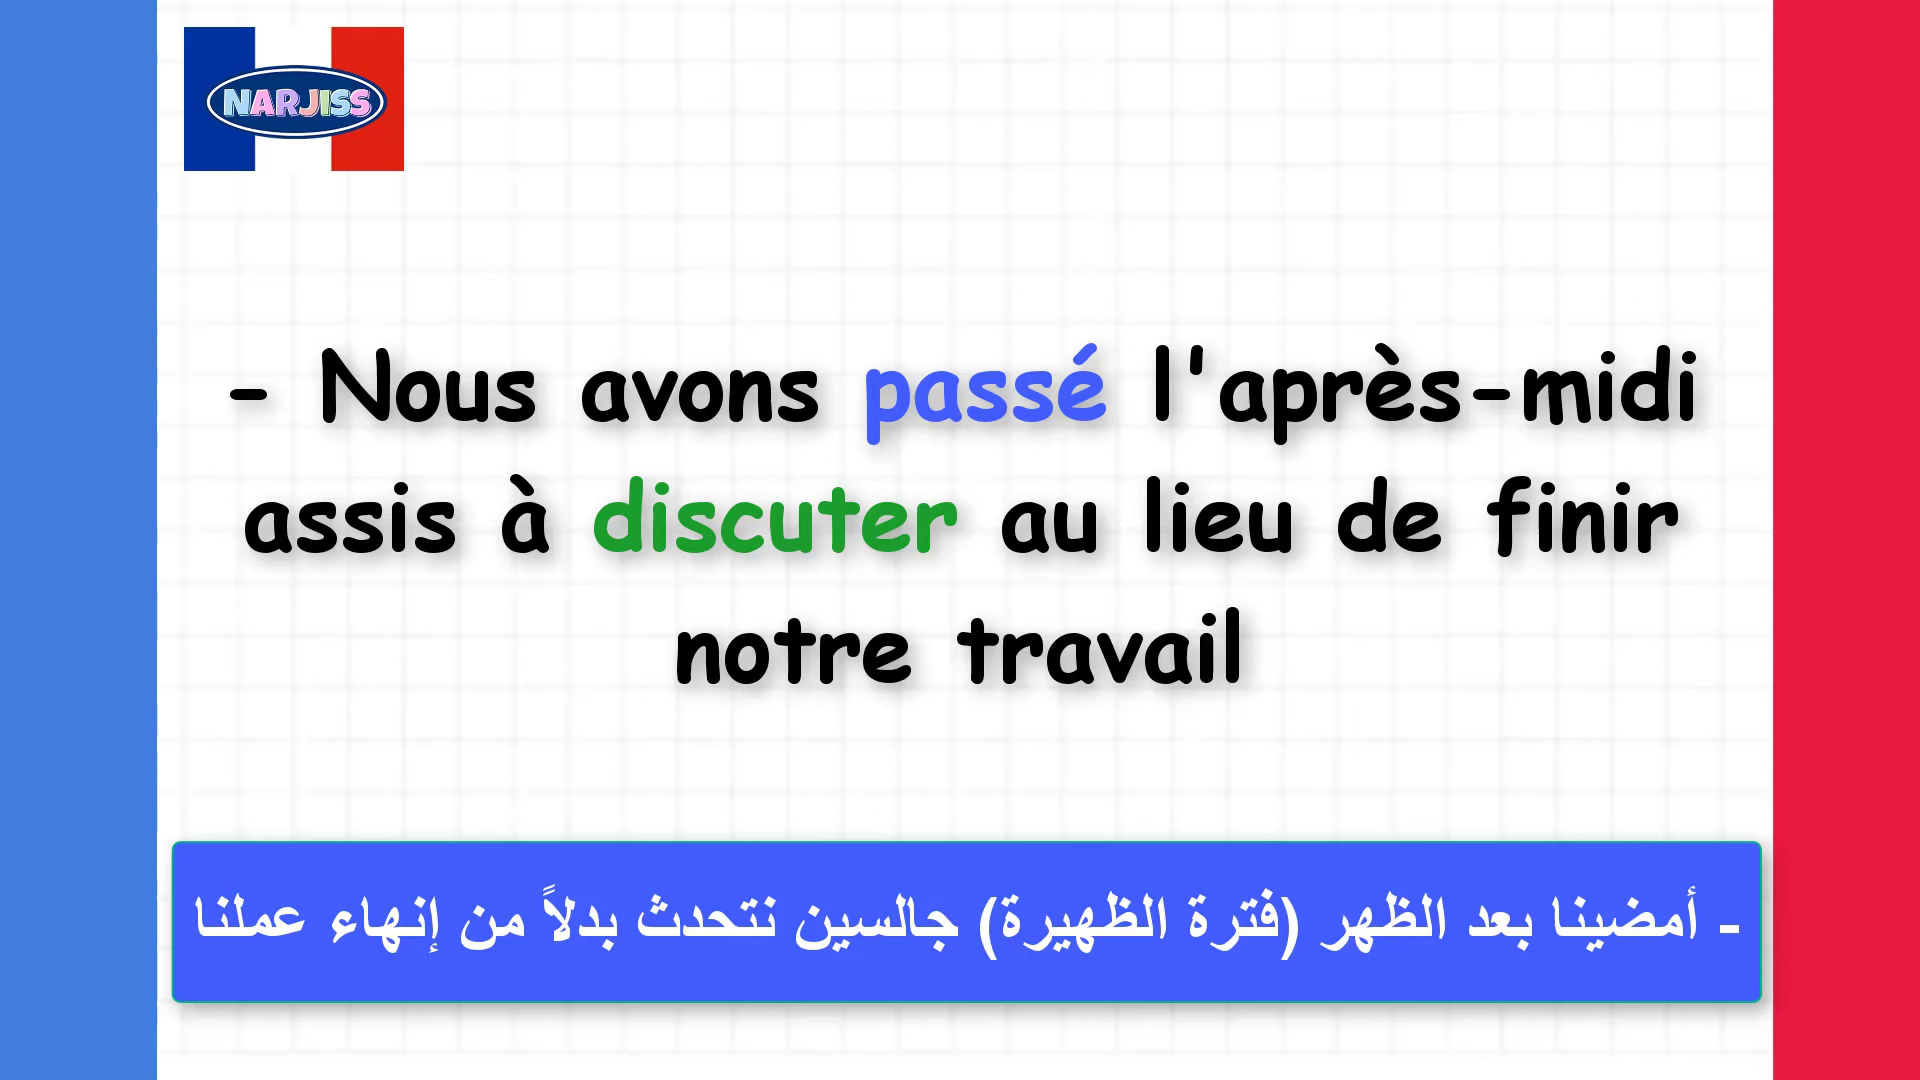 NARJISS
- Nous avons passé l'après-midi
assis à discuter au lieu de finir
notre travail
- أمضينا بعد الظهر (فترة الظهيرة) جالسين نتحدث بدلاً من إنهاء عملنا